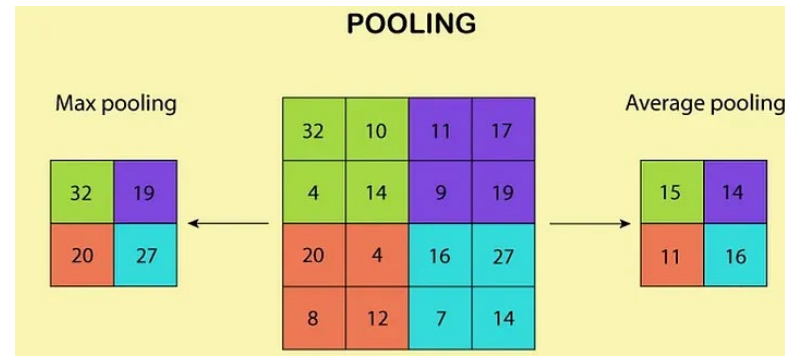 POOLING
Max pooling
Average pooling
32 10 11 17
32 19
4 14 9 19
15 14
20 27
20 4 16 27
11 16
8 12 7 14